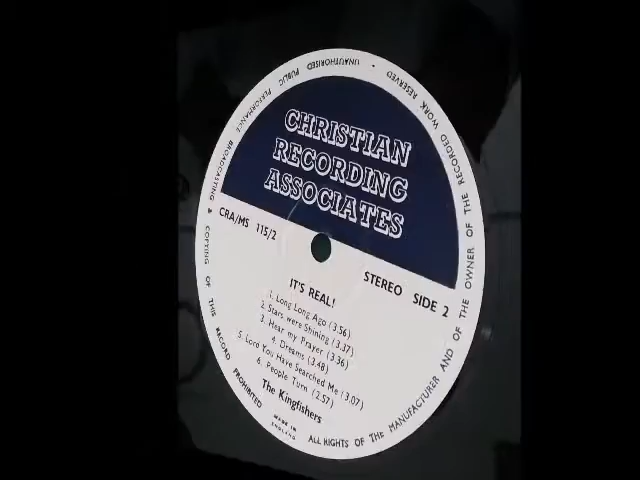 CHRISTIAN
RECORDING
ASSOCIATES
CRA/MS 115/2
STEREO SIDE 2
IT'S REAL!
1. Long Long Ago (3.56)
2. Stars were Shining (3.37)
3. Hear my Prayer (3.36)
4. Dreams (3.48)
5. Lord You Have Searched Me (3.07)
6. People Turn (2.57)
The Kingfishers
MADE IN
ENGLAND
ALL RIGHTS OF THE MANUFACTURER AND OF THE OWNER OF THE RECORDED WORK RESERVED • UNAUTHORISED PUBLIC PERFORMANCE BROADCASTING & COPYING OF THIS RECORD PROHIBITED